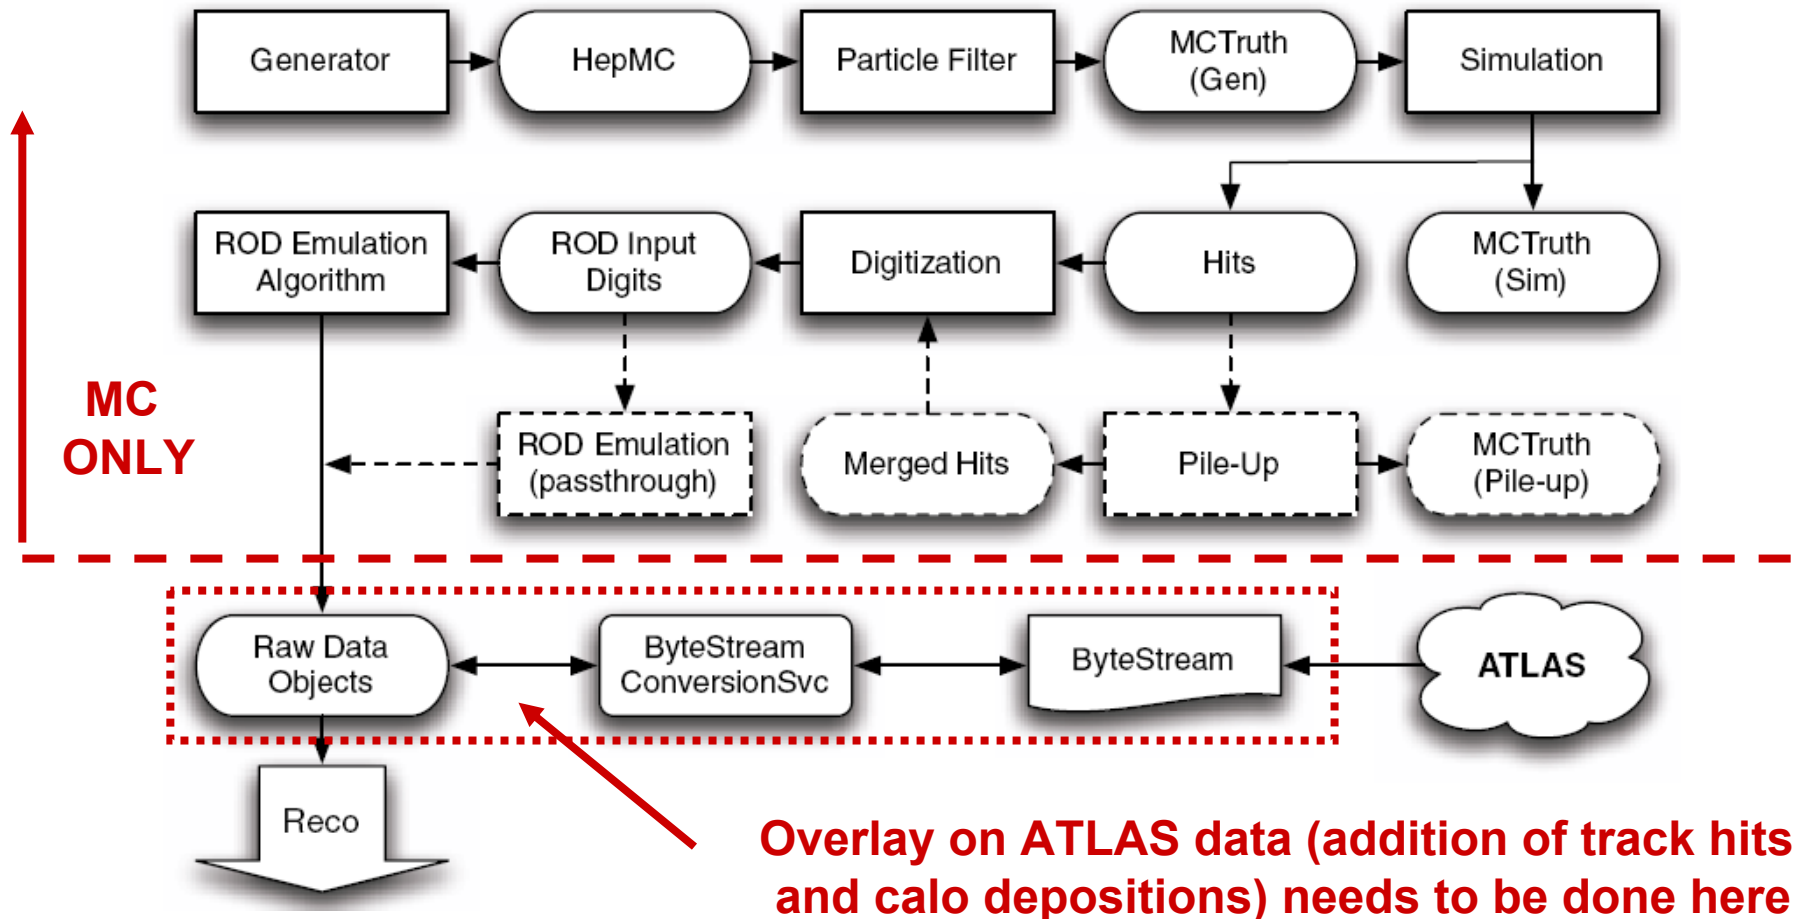 Generator
HepMC
Particle Filter
MCTruth
(Gen)
Simulation
ROD Emulation
Algorithm
ROD Input
Digits
Digitization
Hits
MCTruth
(Sim)
MC
ONLY
ROD Emulation
(passthrough)
Merged Hits
Pile-Up
MCTruth
(Pile-up)
Raw Data
Objects
ByteStream
ConversionSvc
ByteStream
ATLAS
Reco
Overlay on ATLAS data (addition of track hits
and calo depositions) needs to be done here